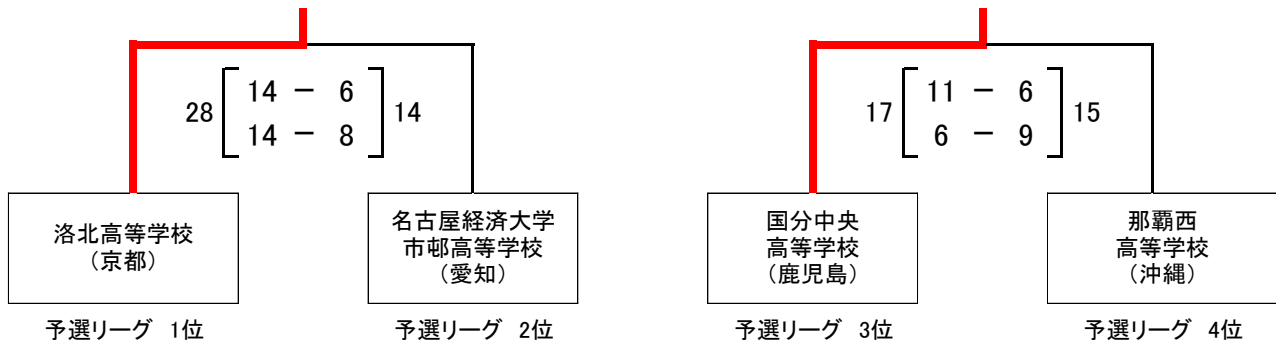 28 14 － 6 14
14 － 8
17 11 － 6 15
6 － 9
洛北高等学校
（京都）
名古屋経済大学
市邨高等学校
（愛知）
国分中央
高等学校
（鹿児島）
那覇西
高等学校
（沖縄）
予選リーグ 1位
予選リーグ 2位
予選リーグ 3位
予選リーグ 4位